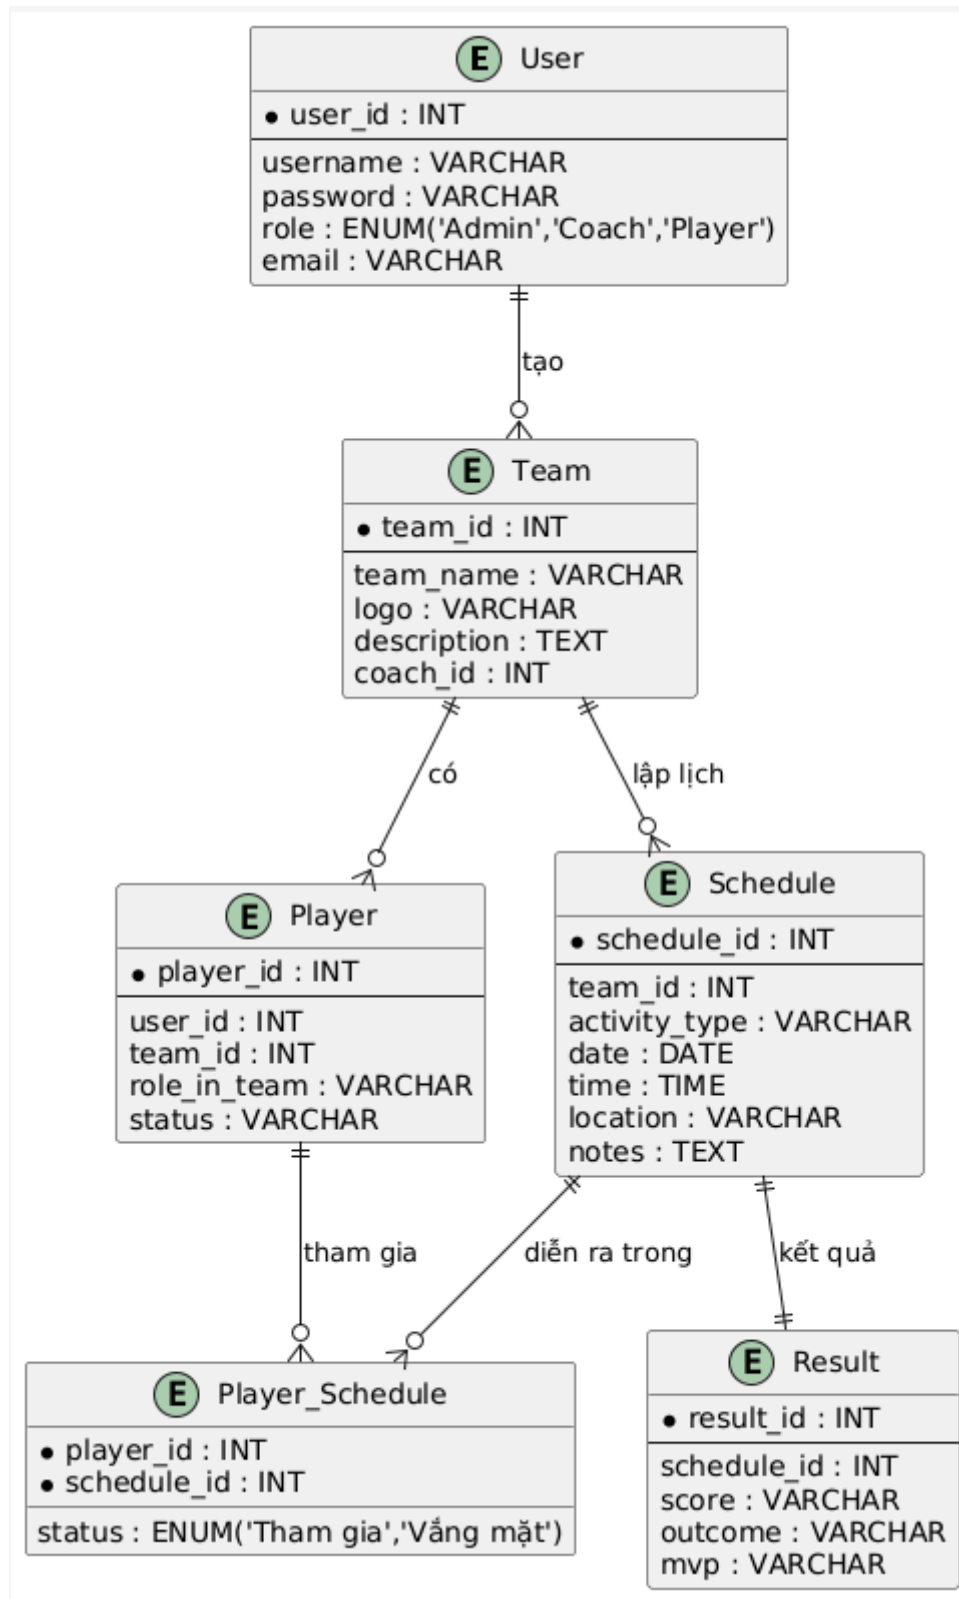 E User
user_id : INT
username : VARCHAR
password : VARCHAR
role : ENUM('Admin','Coach','Player')
email : VARCHAR
tạo
E Team
team_id : INT
team_name : VARCHAR
logo : VARCHAR
description : TEXT
coach_id : INT
có
lập lịch
E Player
player_id : INT
user_id : INT
team_id : INT
role_in_team : VARCHAR
status : VARCHAR
E Schedule
schedule_id : INT
team_id : INT
activity_type : VARCHAR
date : DATE
time : TIME
location : VARCHAR
notes : TEXT
tham gia
diễn ra trong
kết quả
E Player_Schedule
player_id : INT
schedule_id : INT
status : ENUM('Tham gia','Vắng mặt')
E Result
result_id : INT
schedule_id : INT
score : VARCHAR
outcome : VARCHAR
mvp : VARCHAR